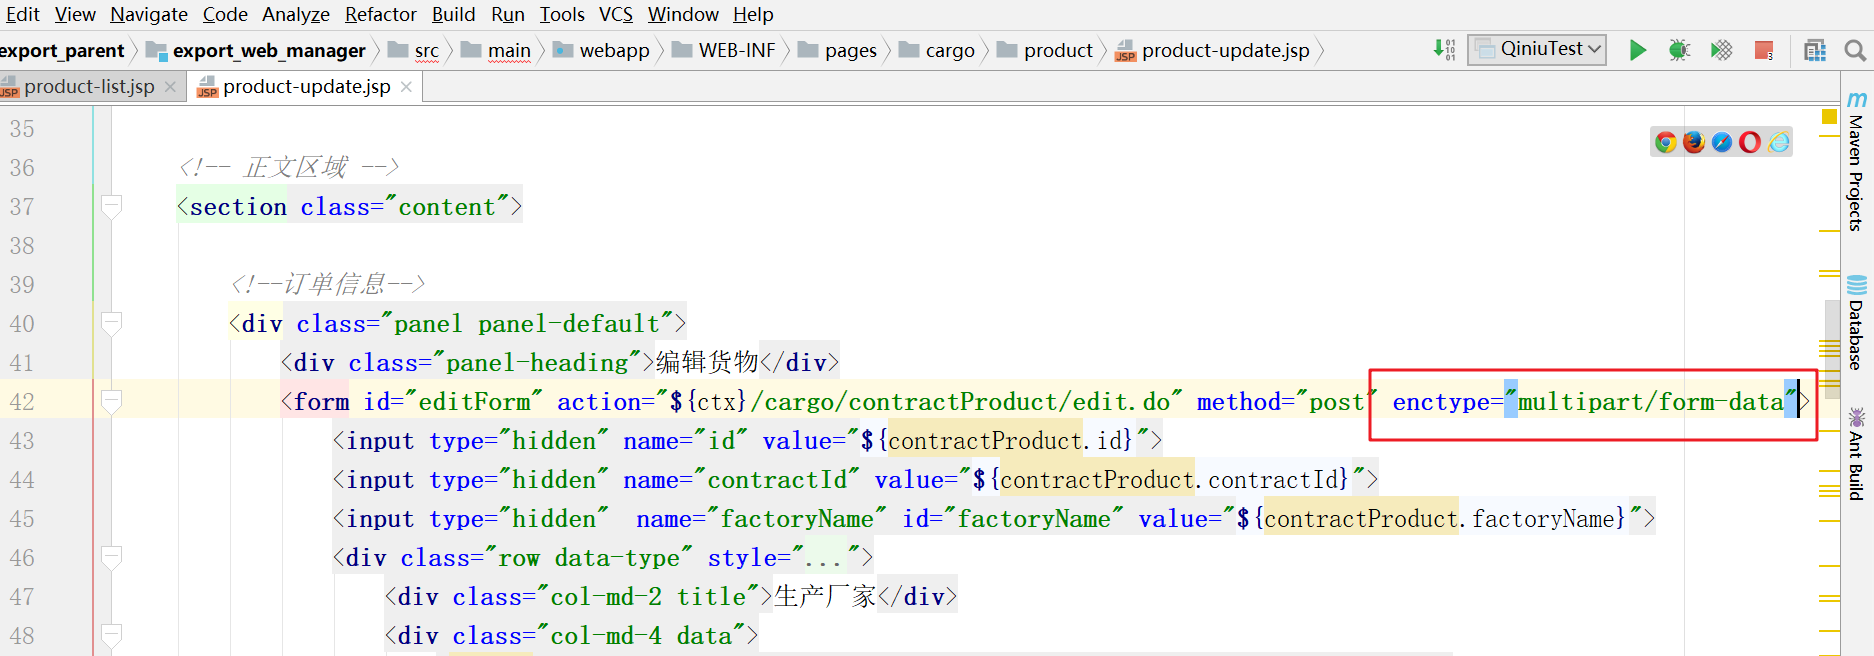 Edit View Navigate Code Analyze Refactor Build Run Tools VCS Window Help
export_parent export_web_manager src main webapp WEB-INF pages cargo product product-update.jsp QiniuTest
product-list.jsp product-update.jsp
35
36 <!-- 正文区域 -->
37 <section class="content">
38
39 <!--订单信息-->
40 <div class="panel panel-default">
41 <div class="panel-heading">编辑货物</div>
42 <form id="editForm" action="${ctx}/cargo/contractProduct/edit.do" method="post" enctype="multipart/form-data">
43 <input type="hidden" name="id" value="${contractProduct.id}">
44 <input type="hidden" name="contractId" value="${contractProduct.contractId}">
45 <input type="hidden"  name="factoryName" id="factoryName" value="${contractProduct.factoryName}">
46 <div class="row data-type" style="...">
47 <div class="col-md-2 title">生产厂家</div>
48 <div class="col-md-4 data">
Maven Projects
Database
Ant Build